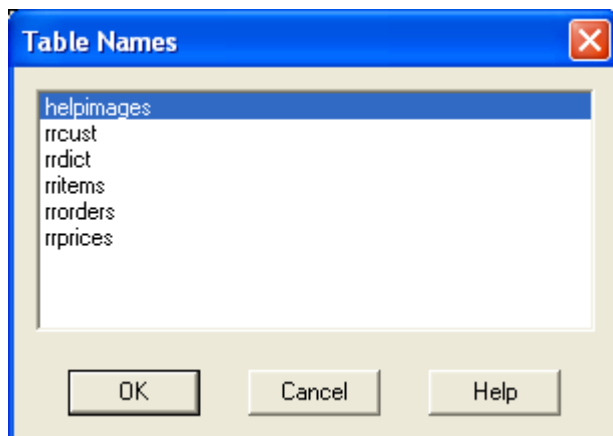 Table Names
helpimages
rrcust
rrdict
rritems
rrorders
rrprices
OK Cancel Help